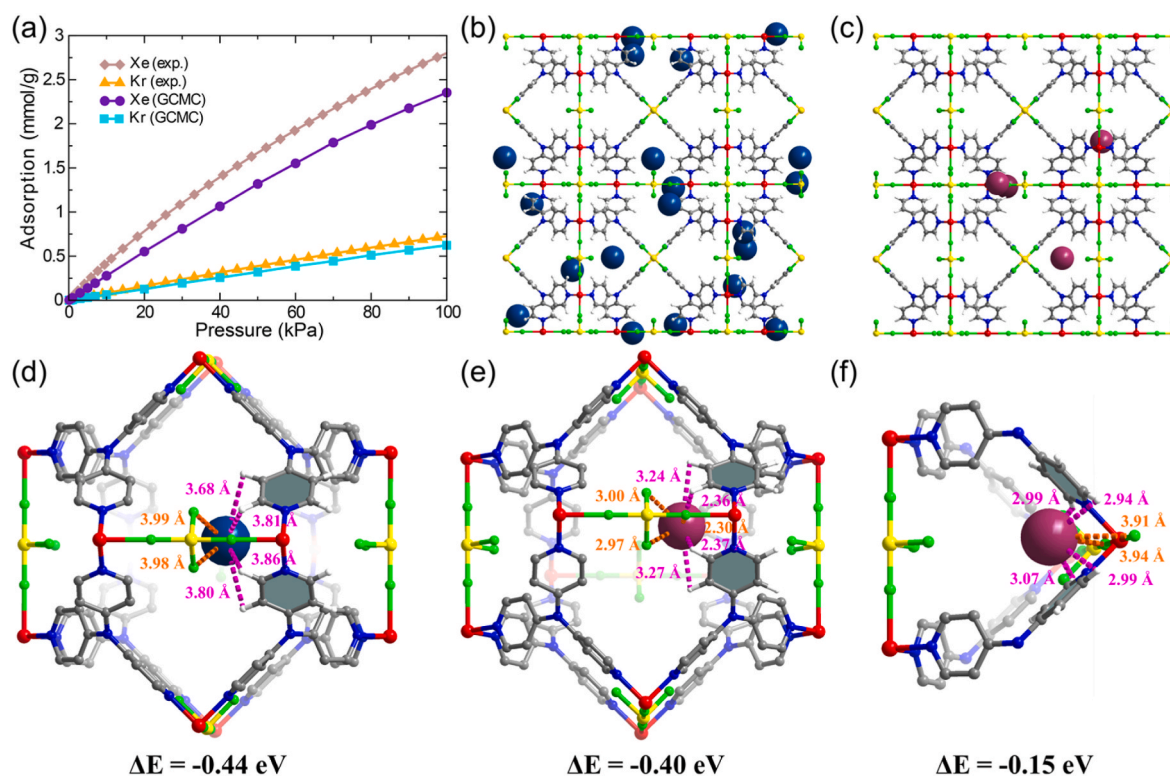 (a)
Adsorption (mmol/g)
3
2.5
2
1.5
1
0.5
0
Xe (exp.)
Kr (exp.)
Xe (GCMC)
Kr (GCMC)
0 20 40 60 80 100
Pressure (kPa)
(b)
(c)
(d)
3.68 Å
3.99 Å
3.81 Å
3.98 Å
3.86 Å
3.80 Å
ΔE = -0.44 eV
(e)
3.24 Å
3.00 Å
2.36 Å
2.30 Å
2.97 Å
2.37 Å
3.27 Å
ΔE = -0.40 eV
(f)
2.99 Å
2.94 Å
3.91 Å
3.94 Å
3.07 Å
2.99 Å
ΔE = -0.15 eV